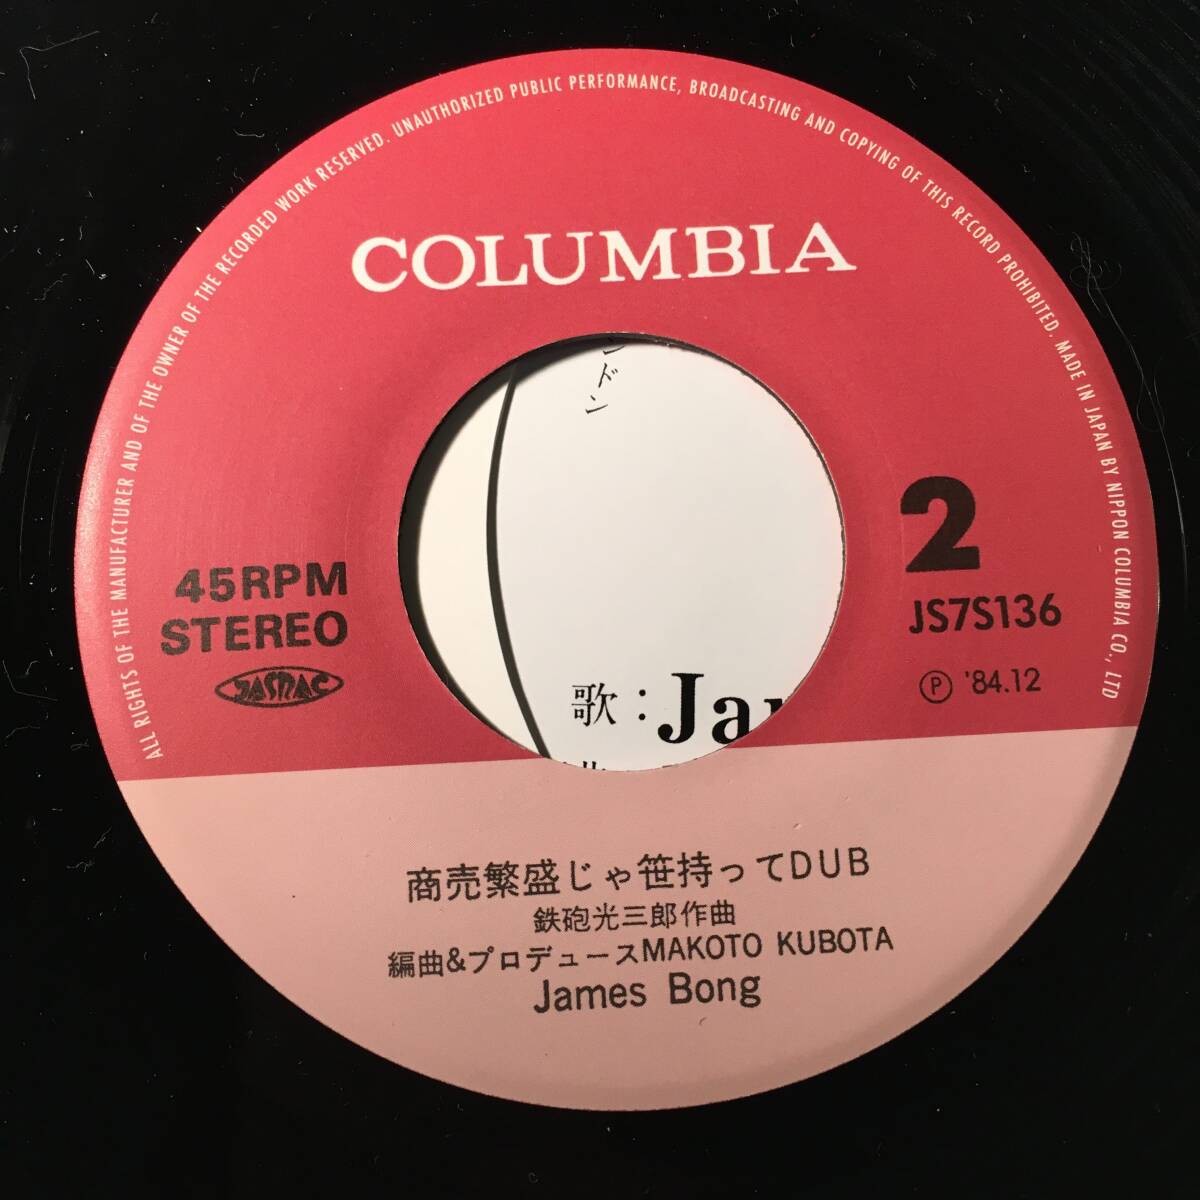 ALL RIGHTS OF THE MANUFACTURER AND OF THE OWNER OF THE RECORDED WORK RESERVED. UNAUTHORIZED PUBLIC PERFORMANCE, BROADCASTING AND COPYING OF THIS RECORD PROHIBITED. MADE IN JAPAN BY NIPPON COLUMBIA CO., LTD
COLUMBIA
ンドン
2
45RPM
STEREO
JASRAC
JS7S136
Ⓟ '84.12
歌：Jam
商売繁盛じゃ笹持ってDUB
鉄砲光三郎作曲
編曲&プロデュースMAKOTO KUBOTA
James Bong